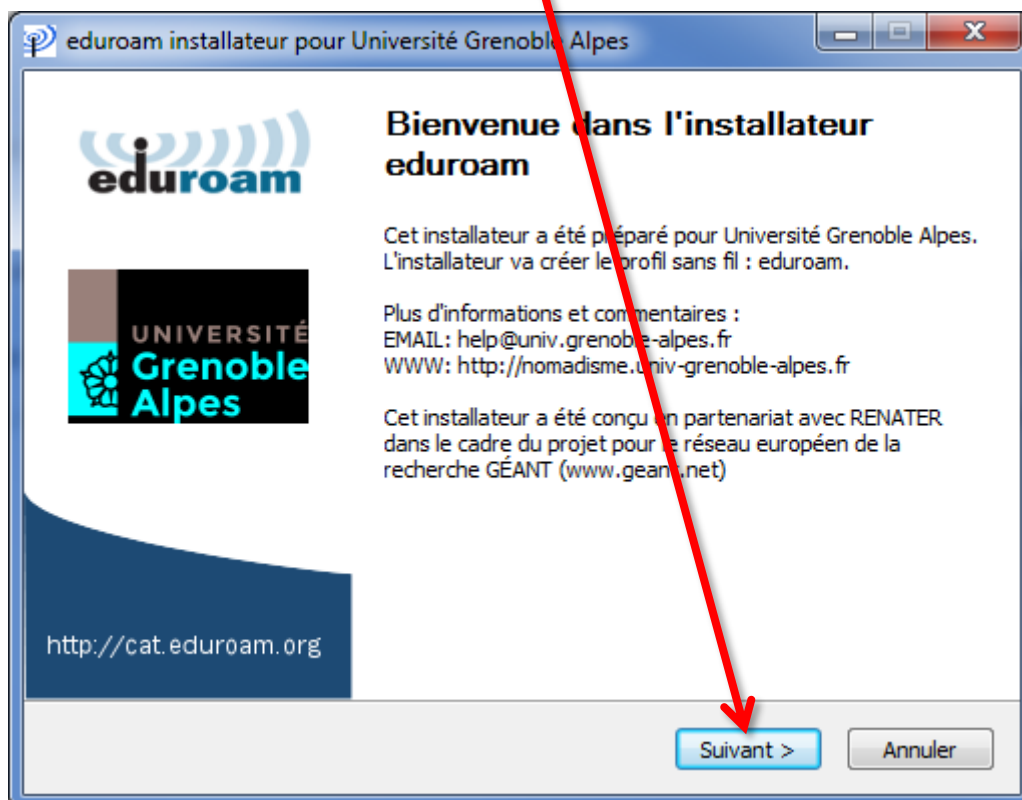 eduroam installateur pour Université Grenoble Alpes
eduroam
UNIVERSITÉ
Grenoble
Alpes
http://cat.eduroam.org
Bienvenue dans l'installateur
eduroam
Cet installateur a été préparé pour Université Grenoble Alpes.
L'installateur va créer le profil sans fil : eduroam.
Plus d'informations et commentaires :
EMAIL: help@univ.grenoble-alpes.fr
WWW: http://nomadisme.univ-grenoble-alpes.fr
Cet installateur a été conçu en partenariat avec RENATER
dans le cadre du projet pour le réseau européen de la
recherche GÉANT (www.geant.net)
Suivant >
Annuler